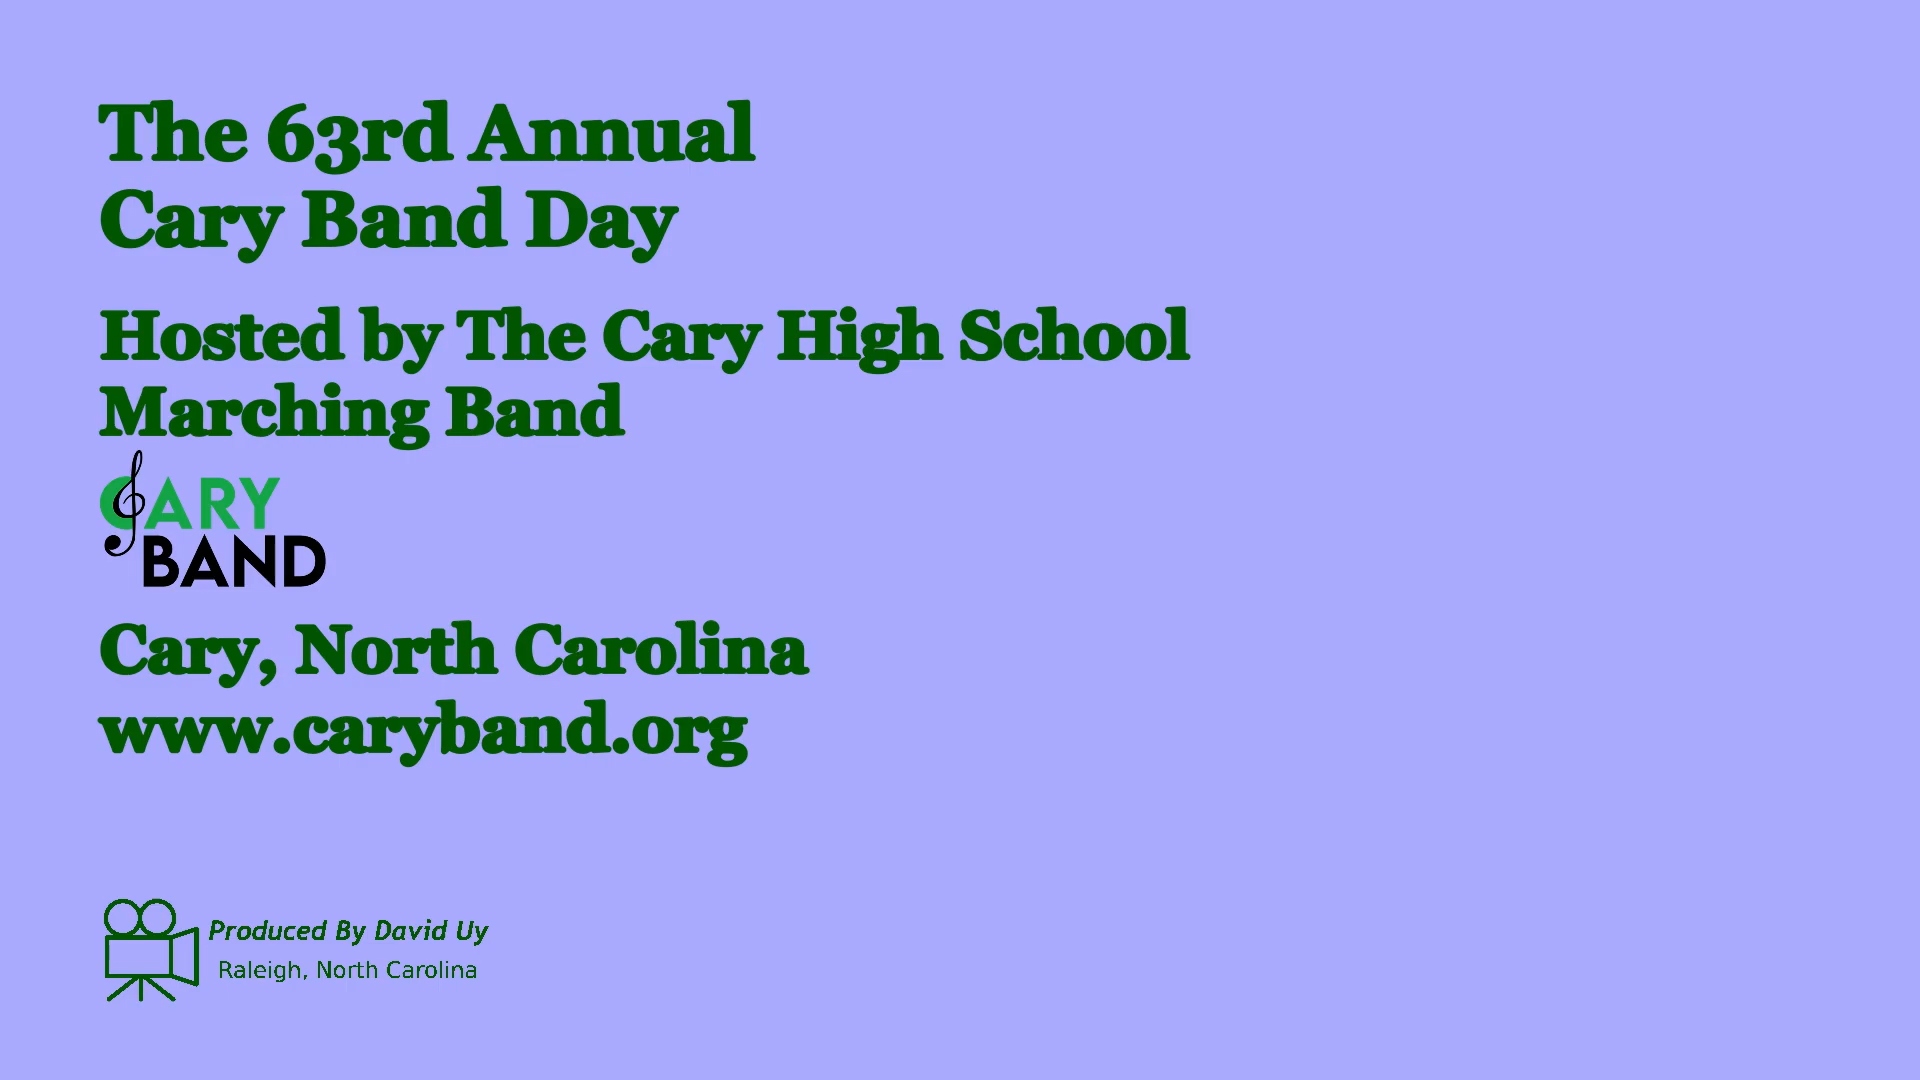 The 63rd Annual
Cary Band Day
Hosted by The Cary High School
Marching Band
CARY
BAND
Cary, North Carolina
www.caryband.org
Produced By David Uy
Raleigh, North Carolina